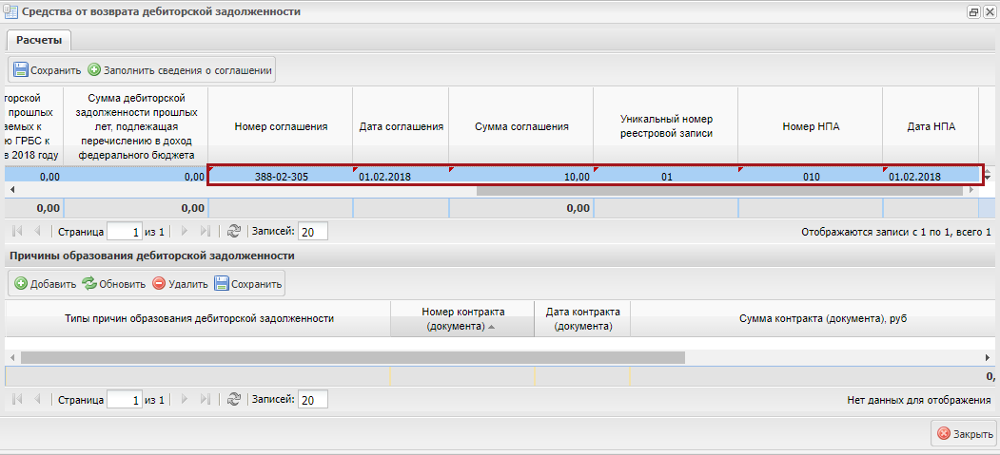 Средства от возврата дебиторской задолженности
Расчеты
Сохранить Заполнить сведения о соглашении
торской
прошлых
аемых к
ю ГРБС к
в 2018 году
Сумма дебиторской
задолженности прошлых
лет, подлежащая
перечислению в доход
федерального бюджета
Номер соглашения
Дата соглашения
Сумма соглашения
Уникальный номер
реестровой записи
Номер НПА
Дата НПА
0,00 0,00 388-02-305 01.02.2018 10,00 01 010 01.02.2018
0,00 0,00 0,00
Страница 1 из 1 Записей: 20 Отображаются записи с 1 по 1, всего 1
Причины образования дебиторской задолженности
Добавить Обновить Удалить Сохранить
Типы причин образования дебиторской задолженности
Номер контракта
(документа)
Дата контракта
(документа)
Сумма контракта (документа), руб
0,
Страница 1 из 1 Записей: 20 Нет данных для отображения
Закрыть